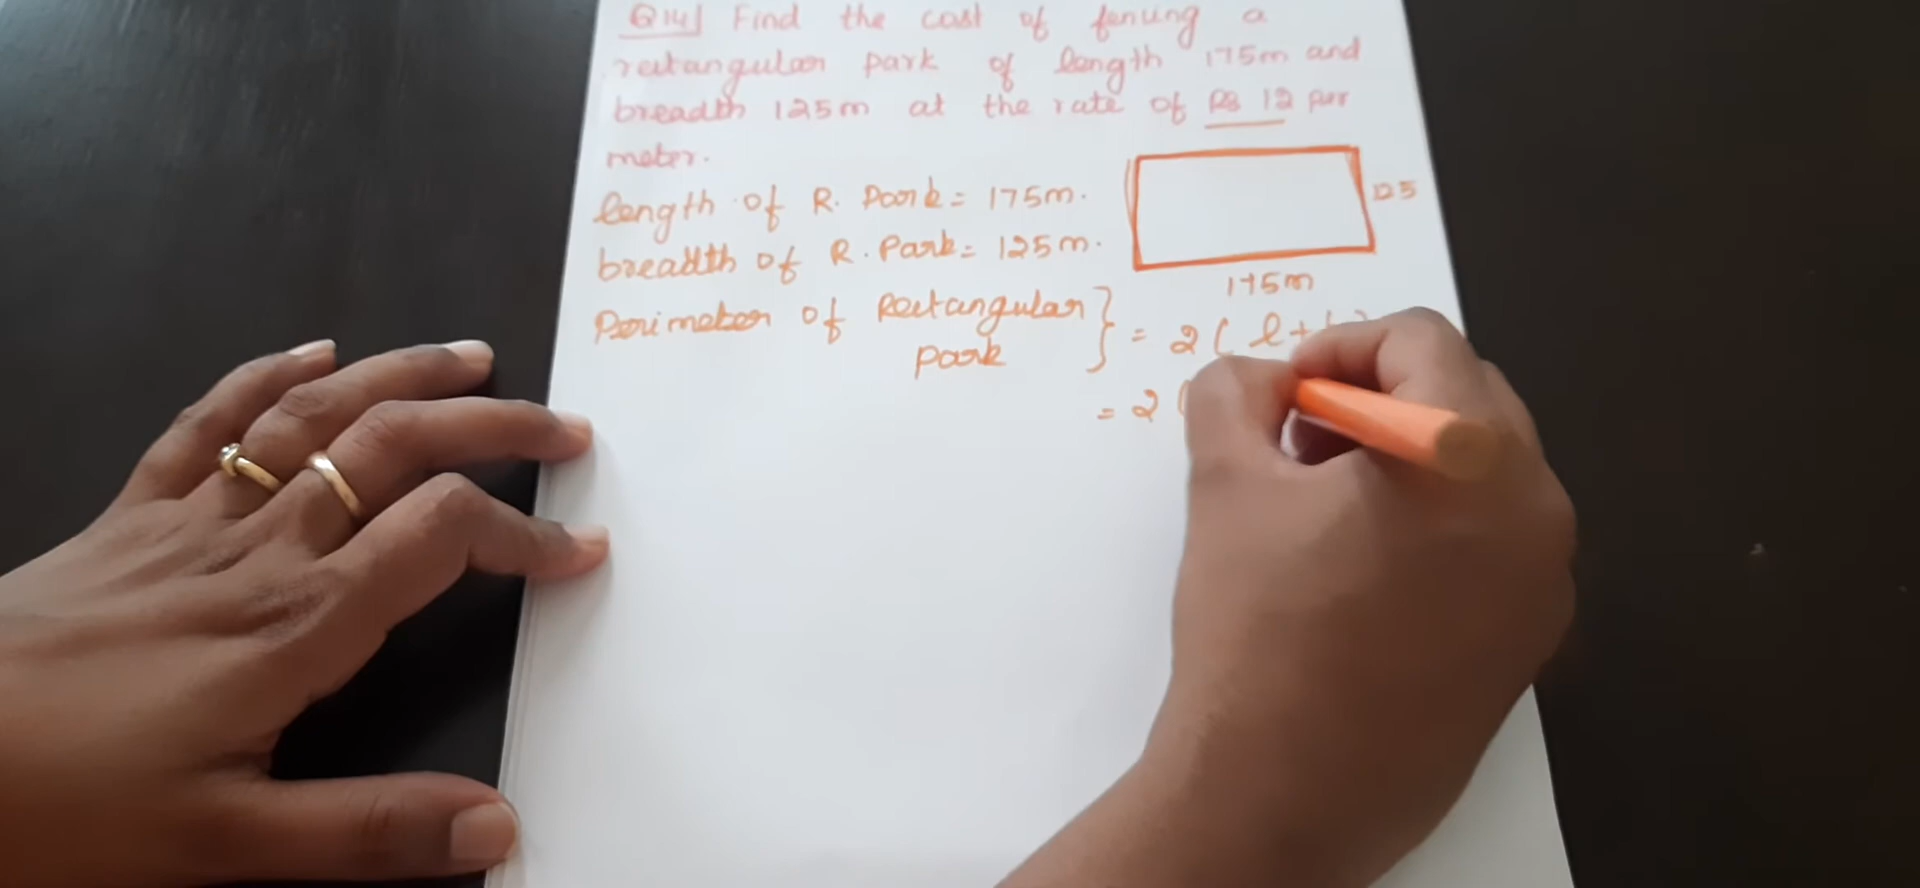 Q14] Find the cost of fencing a
rectangular park of length 175m and
breadth 125m at the rate of Rs 12 per
meter.
length of R. Park = 175m.
breadth of R. Park = 125m.
125
175m
Perimeter of Rectangular
park
} = 2 ( l +
= 2 (